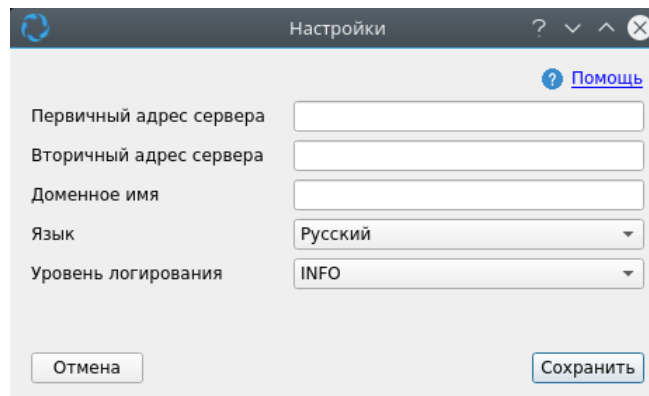 Настройки
Помощь
Первичный адрес сервера
Вторичный адрес сервера
Доменное имя
Язык Русский
Уровень логирования INFO
Отмена Сохранить